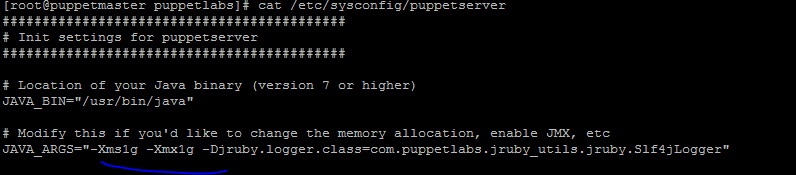 [root@puppetmaster puppetlabs]# cat /etc/sysconfig/puppetserver
###########################################
# Init settings for puppetserver
###########################################
# Location of your Java binary (version 7 or higher)
JAVA_BIN="/usr/bin/java"
# Modify this if you'd like to change the memory allocation, enable JMX, etc
JAVA_ARGS="-Xms1g -Xmx1g -Djruby.logger.class=com.puppetlabs.jruby_utils.jruby.Slf4jLogger"